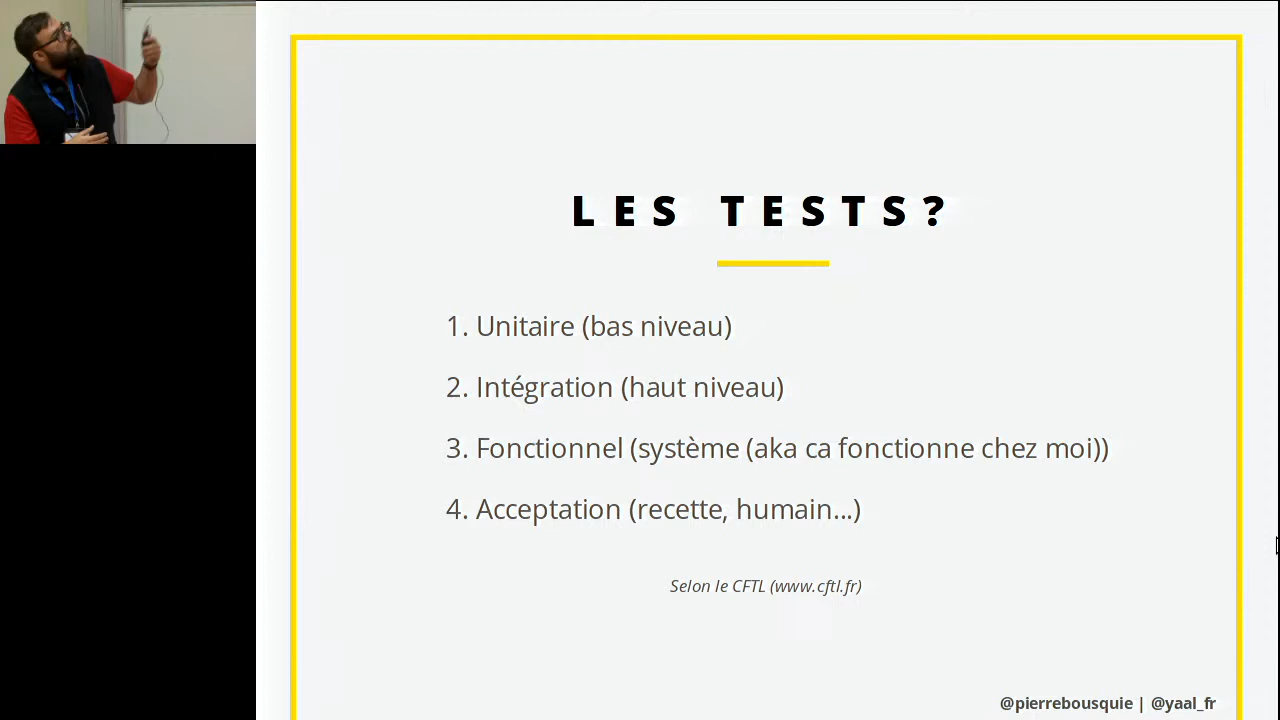 LES TESTS?
1. Unitaire (bas niveau)
2. Intégration (haut niveau)
3. Fonctionnel (système (aka ca fonctionne chez moi))
4. Acceptation (recette, humain...)
Selon le CFTL (www.cftl.fr)
@pierrebousquie | @yaal_fr